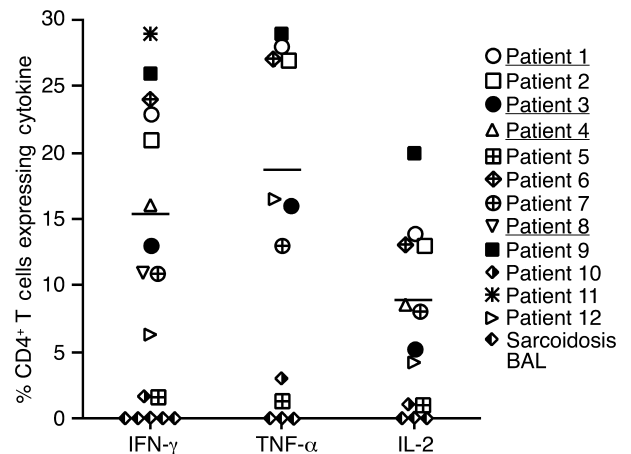 % CD4⁺ T cells expressing cytokine
30
25
20
15
10
5
0
IFN-γ
TNF-α
IL-2
Patient 1
Patient 2
Patient 3
Patient 4
Patient 5
Patient 6
Patient 7
Patient 8
Patient 9
Patient 10
Patient 11
Patient 12
Sarcoidosis
BAL